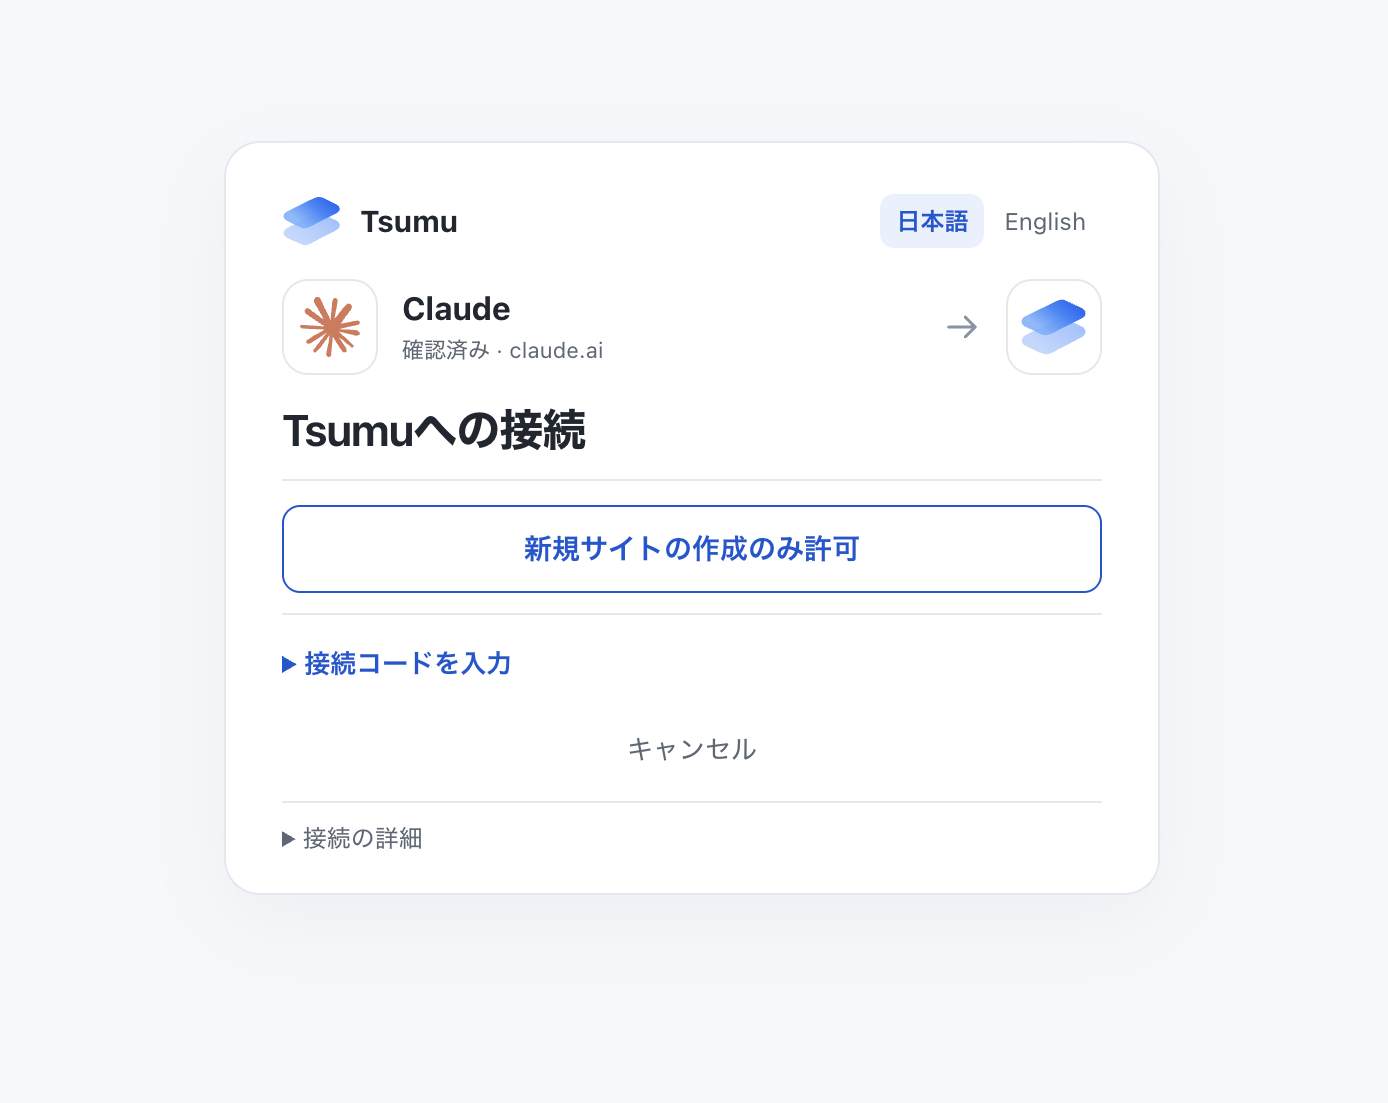 Tsumu
日本語
English
Claude
確認済み · claude.ai
Tsumuへの接続
新規サイトの作成のみ許可
接続コードを入力
キャンセル
接続の詳細